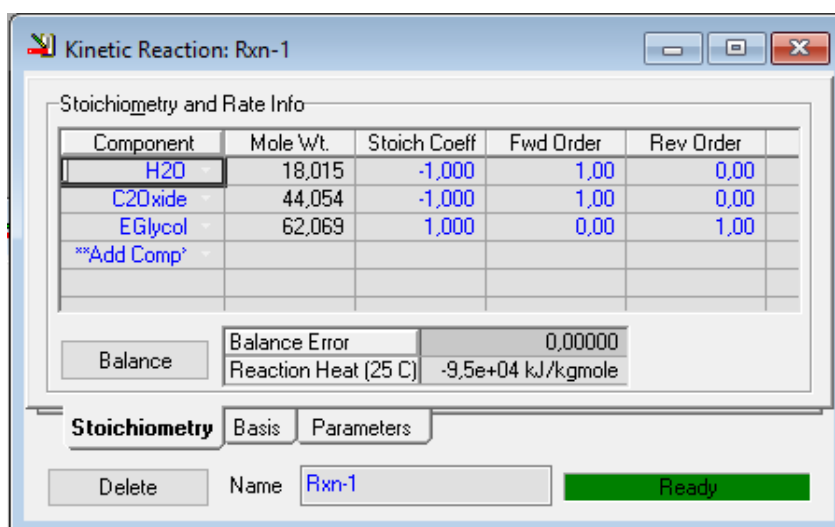 Kinetic Reaction: Rxn-1
Stoichiometry and Rate Info
Component Mole Wt. Stoich Coeff Fwd Order Rev Order
H2O 18,015 -1,000 1,00 0,00
C2Oxide 44,054 -1,000 1,00 0,00
EGlycol 62,069 1,000 0,00 1,00
**Add Comp*
Balance
Balance Error 0,00000
Reaction Heat (25 C) -9,5e+04 kJ/kgmole
Stoichiometry Basis Parameters
Delete Name Rxn-1 Ready